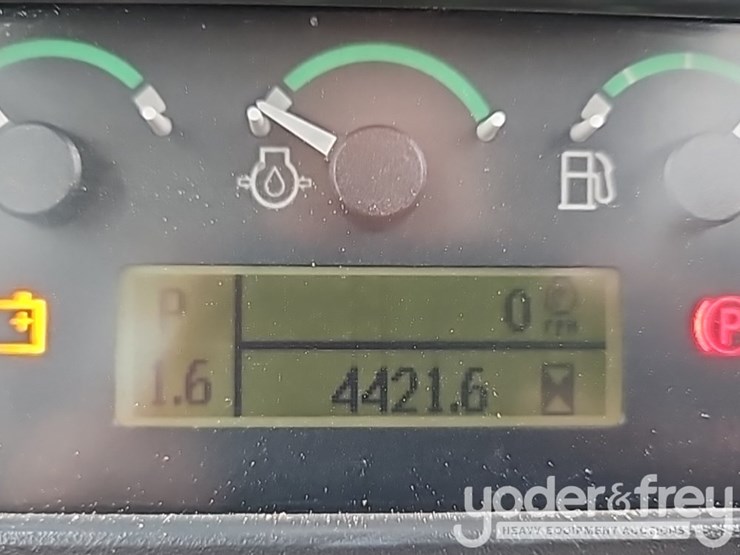 P
0 RPM
1.6
4421.6
P
yoder&frey
HEAVY EQUIPMENT AUCTIONS